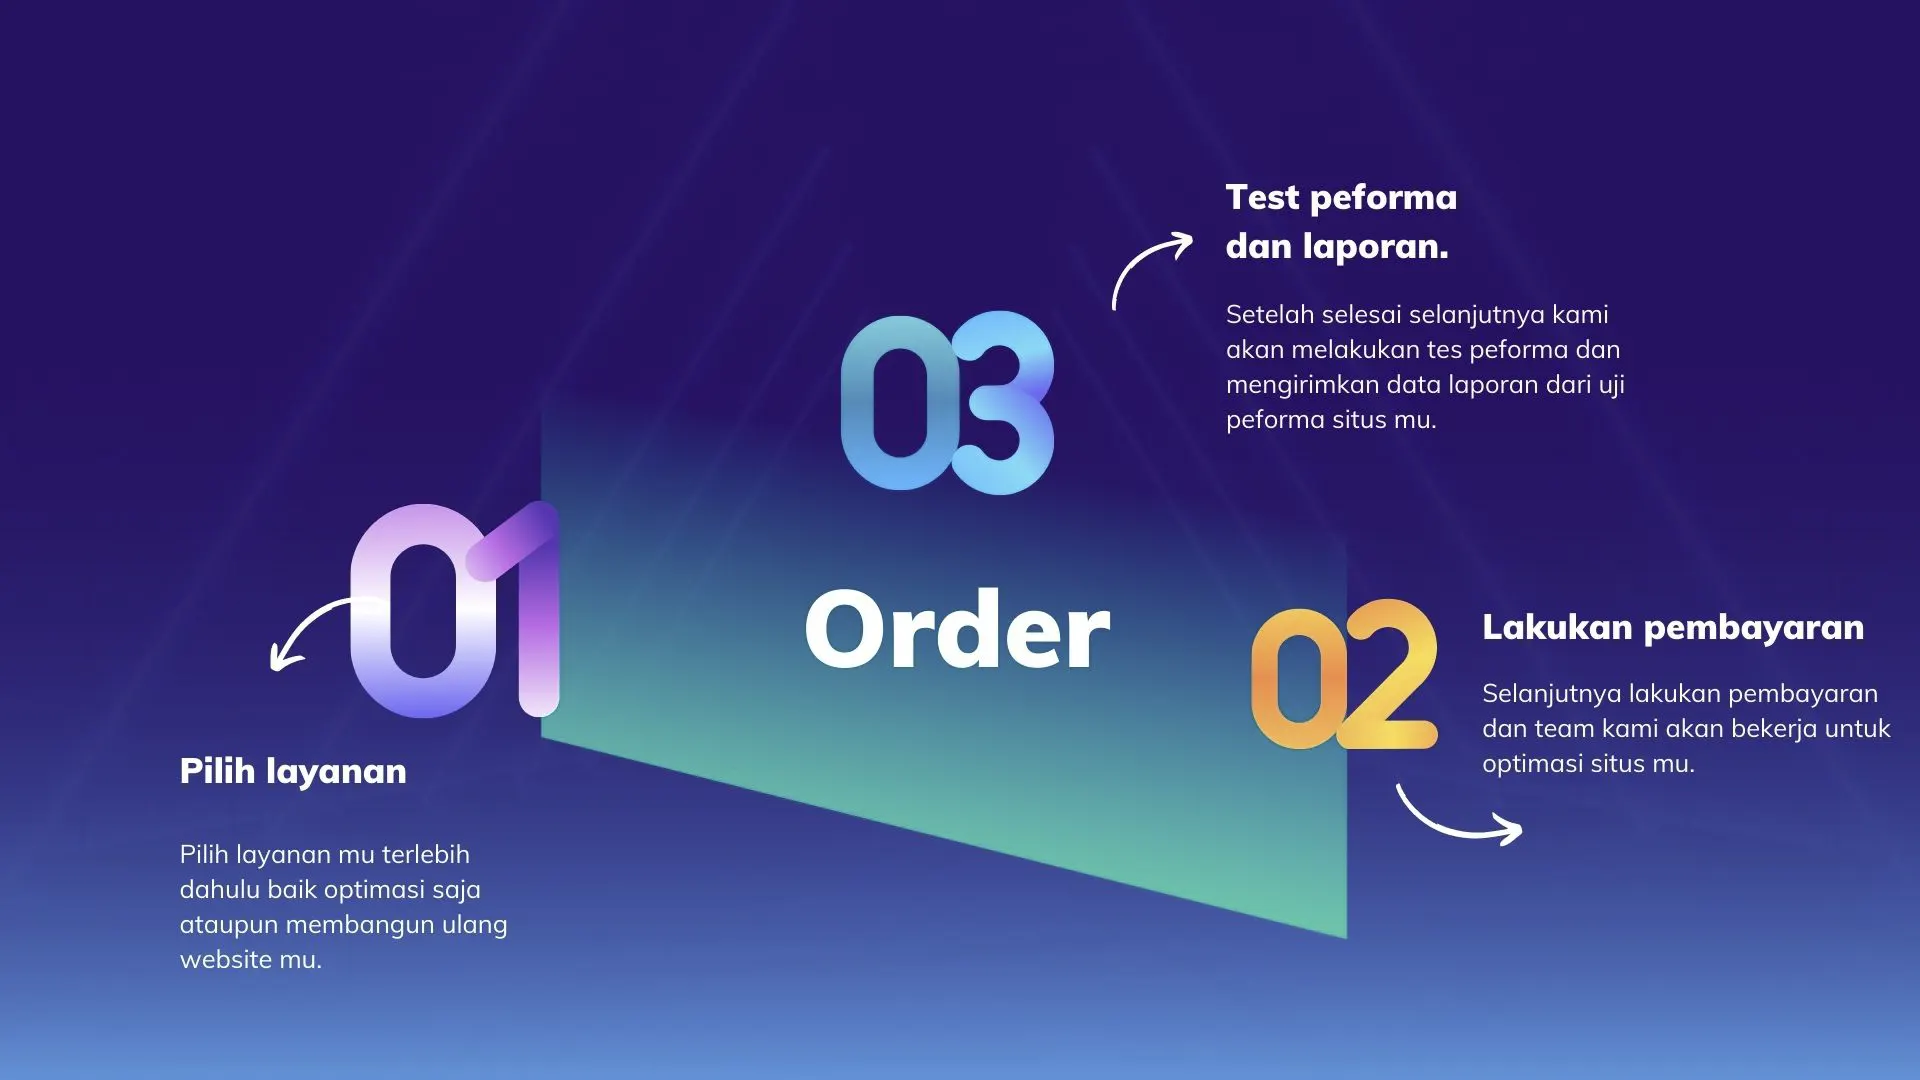 Test peforma
dan laporan.
Setelah selesai selanjutnya kami
akan melakukan tes peforma dan
mengirimkan data laporan dari uji
peforma situs mu.
03
01
Order
02
Lakukan pembayaran
Selanjutnya lakukan pembayaran
dan team kami akan bekerja untuk
optimasi situs mu.
Pilih layanan
Pilih layanan mu terlebih
dahulu baik optimasi saja
ataupun membangun ulang
website mu.